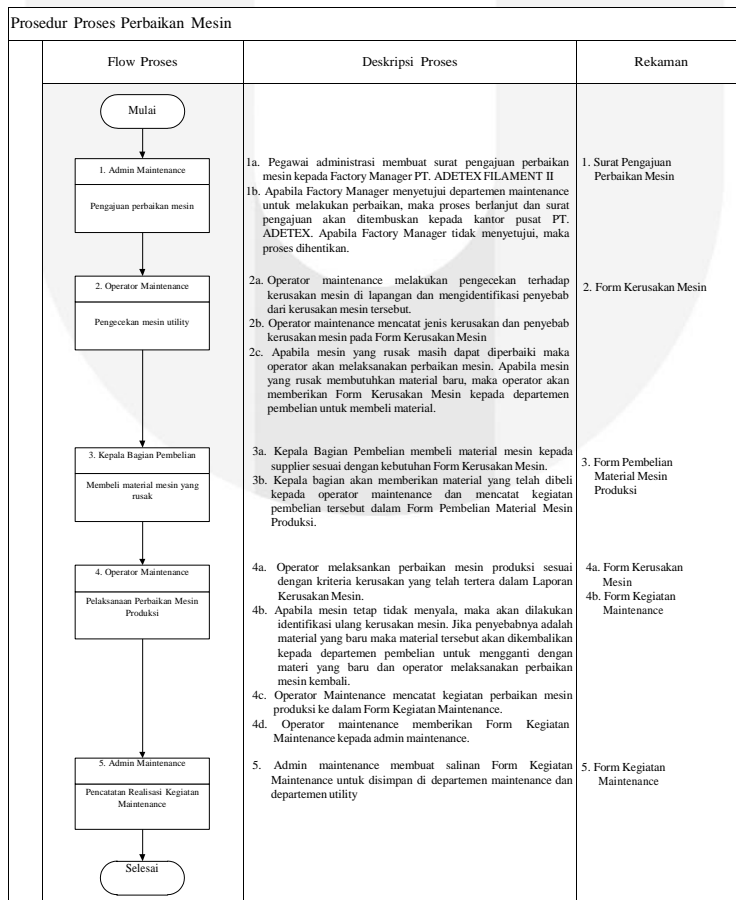 Prosedur Proses Perbaikan Mesin
Flow Proses
Deskripsi Proses
Rekaman
Mulai
1. Admin Maintenance
Pengajuan perbaikan mesin
1a. Pegawai administrasi membuat surat pengajuan perbaikan
mesin kepada Factory Manager PT. ADETEX FILAMENT II
1b. Apabila Factory Manager menyetujui departemen maintenance
untuk melakukan perbaikan, maka proses berlanjut dan surat
pengajuan akan ditembuskan kepada kantor pusat PT.
ADETEX. Apabila Factory Manager tidak menyetujui, maka
proses dihentikan.
1. Surat Pengajuan
Perbaikan Mesin
2. Operator Maintenance
Pengecekan mesin utility
2a. Operator maintenance melakukan pengecekan terhadap
kerusakan mesin di lapangan dan mengidentifikasi penyebab
dari kerusakan mesin tersebut.
2b. Operator maintenance mencatat jenis kerusakan dan penyebab
kerusakan mesin pada Form Kerusakan Mesin
2c. Apabila mesin yang rusak masih dapat diperbaiki maka
operator akan melaksanakan perbaikan mesin. Apabila mesin
yang rusak membutuhkan material baru, maka operator akan
memberikan Form Kerusakan Mesin kepada departemen
pembelian untuk membeli material.
2. Form Kerusakan Mesin
3. Kepala Bagian Pembelian
Membeli material mesin yang
rusak
3a. Kepala Bagian Pembelian membeli material mesin kepada
supplier sesuai dengan kebutuhan Form Kerusakan Mesin.
3b. Kepala bagian akan memberikan material yang telah dibeli
kepada operator maintenance dan mencatat kegiatan
pembelian tersebut dalam Form Pembelian Material Mesin
Produksi.
3. Form Pembelian
Material Mesin
Produksi
4. Operator Maintenance
Pelaksanaan Perbaikan Mesin
Produksi
4a. Operator melaksankan perbaikan mesin produksi sesuai
dengan kriteria kerusakan yang telah tertera dalam Laporan
Kerusakan Mesin.
4b. Apabila mesin tetap tidak menyala, maka akan dilakukan
identifikasi ulang kerusakan mesin. Jika penyebabnya adalah
material yang baru maka material tersebut akan dikembalikan
kepada departemen pembelian untuk mengganti dengan
materi yang baru dan operator melaksanakan perbaikan
mesin kembali.
4c. Operator Maintenance mencatat kegiatan perbaikan mesin
produksi ke dalam Form Kegiatan Maintenance.
4d. Operator maintenance memberikan Form Kegiatan
Maintenance kepada admin maintenance.
4a. Form Kerusakan
Mesin
4b. Form Kegiatan
Maintenance
5. Admin Maintenance
Pencatatan Realisasi Kegiatan
Maintenance
5. Admin maintenance membuat salinan Form Kegiatan
Maintenance untuk disimpan di departemen maintenance dan
departemen utility
5. Form Kegiatan
Maintenance
Selesai